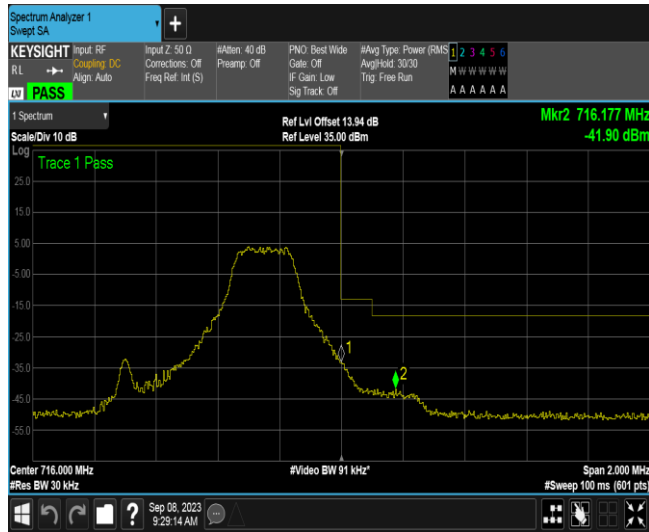 Spectrum Analyzer 1
Swept SA
+
KEYSIGHT Input: RF Input Z: 50 Ω #Atten: 40 dB PNO: Best Wide #Avg Type: Power (RMS 1 2 3 4 5 6
RL Coupling: DC Corrections: Off Preamp: Off Gate: Off Avg|Hold: 30/30 M W W W W W
Align: Auto Freq Ref: Int (S) IF Gain: Low Trig: Free Run
LXI PASS Sig Track: Off A A A A A A
1 Spectrum Ref Lvl Offset 13.94 dB Mkr2 716.177 MHz
Scale/Div 10 dB Ref Level 35.00 dBm -41.90 dBm
Log
Trace 1 Pass
25.0
15.0
5.00
-5.00
-15.0
-25.0
1
-35.0
2
-45.0
-55.0
Center 716.000 MHz #Video BW 91 kHz* Span 2.000 MHz
#Res BW 30 kHz #Sweep 100 ms (601 pts)
? Sep 08, 2023
9:29:14 AM